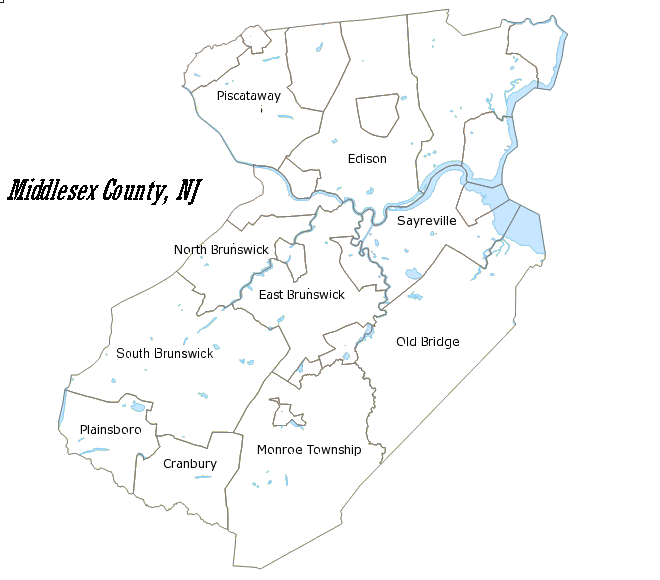 Piscataway
Edison
Middlesex County, NJ
Sayreville
North Brunswick
East Brunswick
Old Bridge
South Brunswick
Plainsboro
Monroe Township
Cranbury